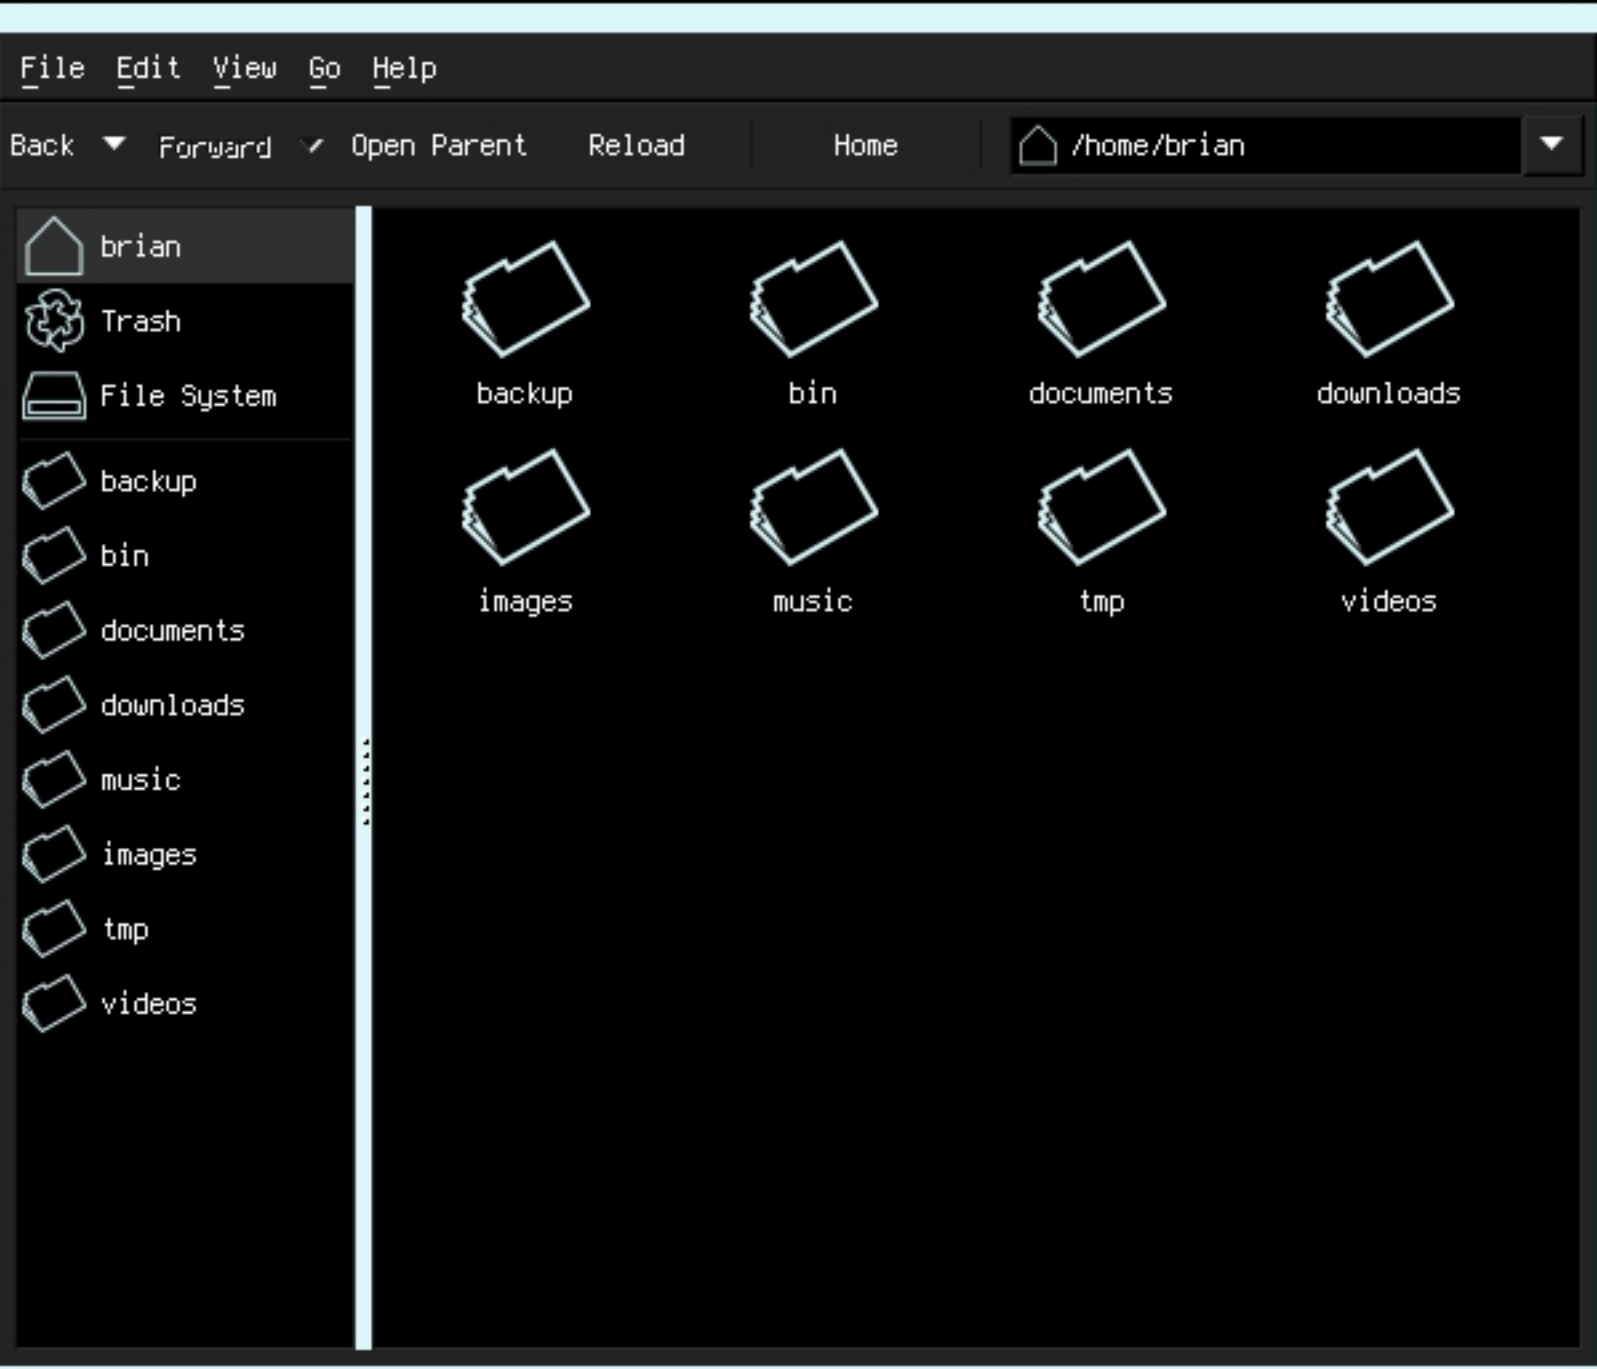 File Edit View Go Help
Back Forward Open Parent Reload Home /home/brian
brian
Trash
File System
backup
bin
documents
downloads
music
images
tmp
videos
backup bin documents downloads
images music tmp videos